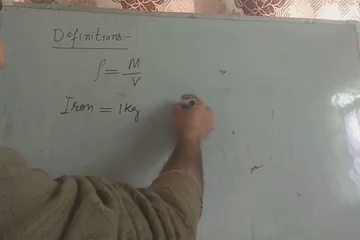 Definitions:-
ρ = M/V
Iron = 1kg